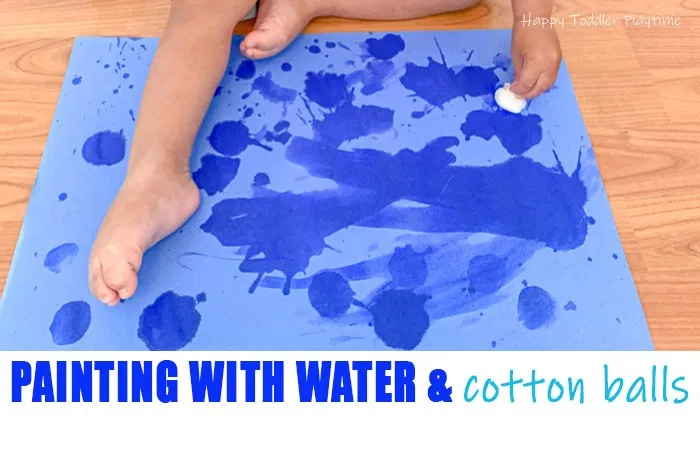 Happy Toddler Playtime
PAINTING WITH WATER & cotton balls